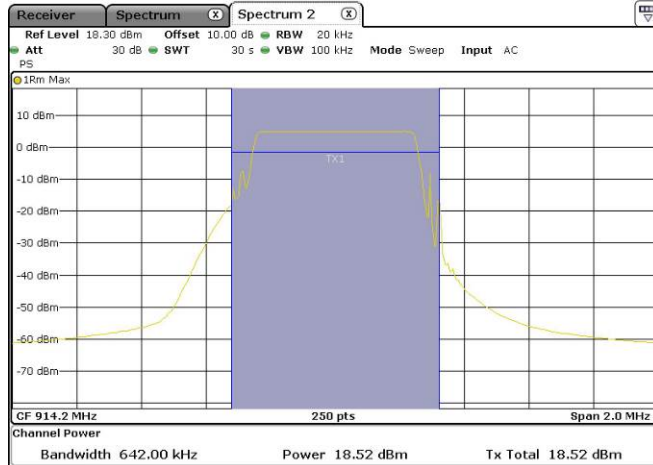 Receiver Spectrum X Spectrum 2 X
Ref Level 18.30 dBm Offset 10.00 dB RBW 20 kHz
Att 30 dB SWT 30 s VBW 100 kHz Mode Sweep Input AC
PS
1Rm Max
10 dBm
0 dBm
TX1
-10 dBm
-20 dBm
-30 dBm
-40 dBm
-50 dBm
-60 dBm
-70 dBm
CF 914.2 MHz 250 pts Span 2.0 MHz
Channel Power
Bandwidth 642.00 kHz Power 18.52 dBm Tx Total 18.52 dBm